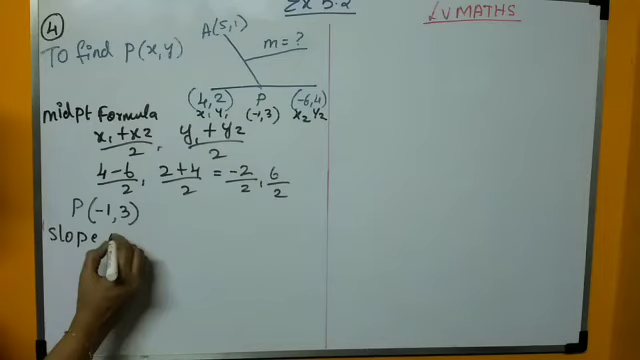 Ex 5.2
LV MATHS
4
To find P(x,y)
A(5,1)
m=?
(4,2) P (-6,4)
x₁ y₁ (-1,3) x₂ y₂
midpt Formula
x₁+x2/2, y₁+y2/2
4-6/2, 2+4/2 = -2/2, 6/2
P(-1,3)
Slope